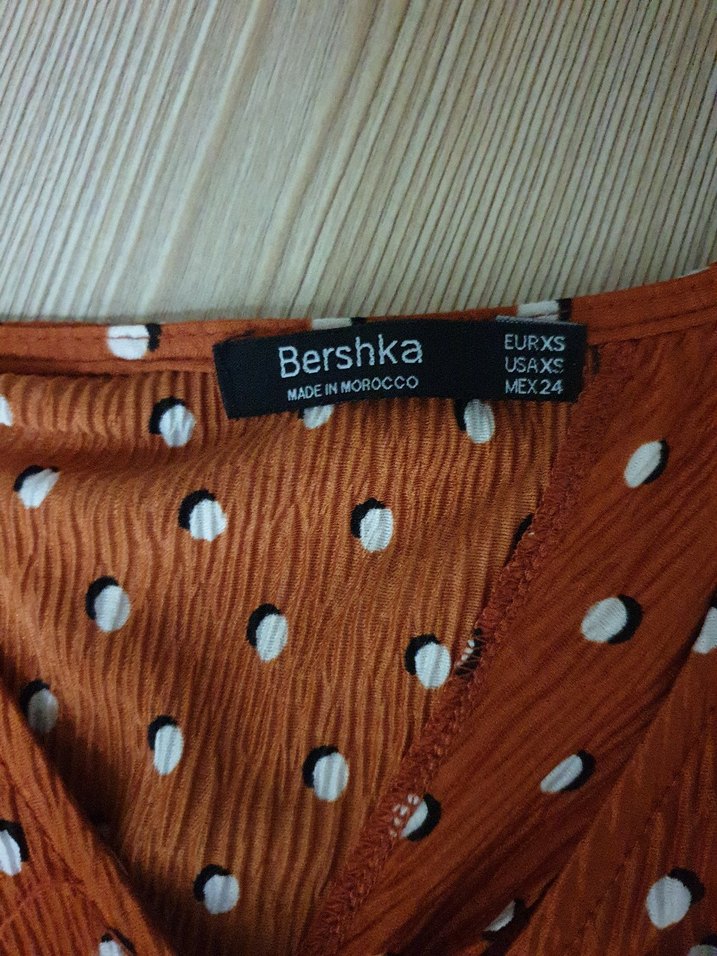 Bershka
MADE IN MOROCCO
EUR XS
USA XS
MEX 24